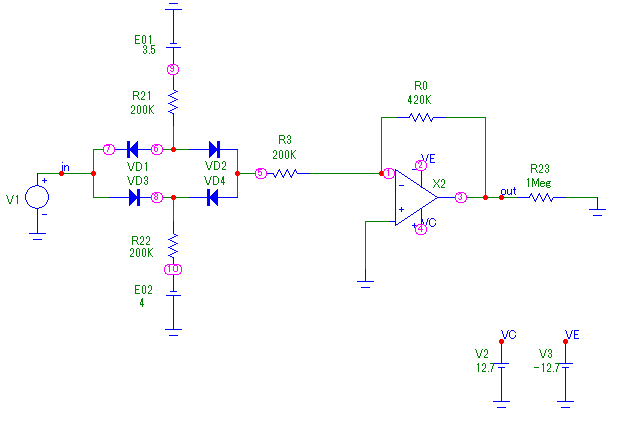 E01
3.5
9
R21
200K
R0
420K
R3
200K
7
6
VD1
VD2
VE
2
in
VD3
VD4
5
1
X2
R23
1Meg
+
-
V1
-
+
8
3
out
VC
+
4
R22
200K
10
E02
4
VC
VE
V2
12.7
V3
-12.7